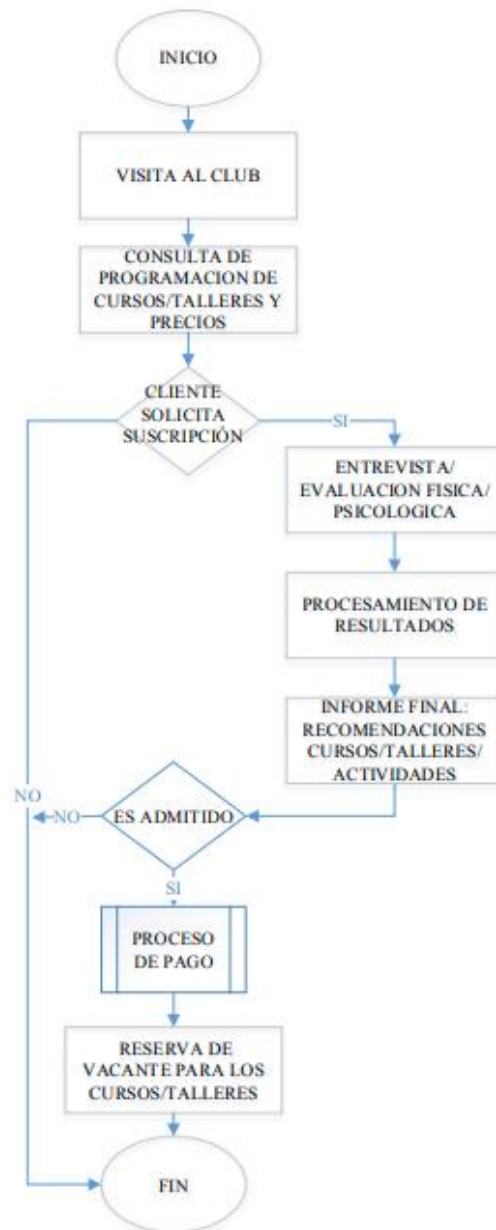 INICIO
VISITA AL CLUB
CONSULTA DE
PROGRAMACION DE
CURSOS/TALLERES Y
PRECIOS
CLIENTE
SOLICITA
SUSCRIPCIÓN
SI
ENTREVISTA/
EVALUACION FISICA/
PSICOLOGICA
PROCESAMIENTO DE
RESULTADOS
INFORME FINAL:
RECOMENDACIONES
CURSOS/TALLERES/
ACTIVIDADES
NO
NO
ES ADMITIDO
SI
PROCESO
DE PAGO
RESERVA DE
VACANTE PARA LOS
CURSOS/TALLERES
FIN